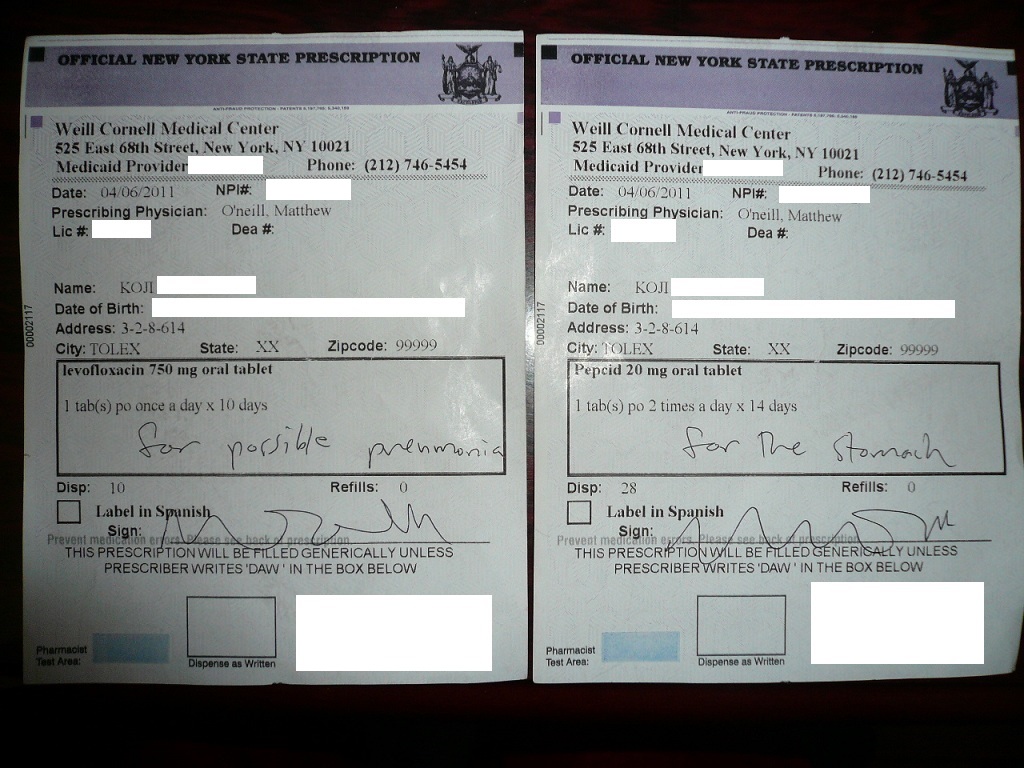 OFFICIAL NEW YORK STATE PRESCRIPTION
Weill Cornell Medical Center
525 East 68th Street, New York, NY 10021
Medicaid Provider Phone: (212) 746-5454
Date: 04/06/2011 NPI#:
Prescribing Physician: O'neill, Matthew
Lic #: Dea #:
Name: KOJI
Date of Birth:
Address: 3-2-8-614
City: TOLEX State: XX Zipcode: 99999
levofloxacin 750 mg oral tablet
1 tab(s) po once a day x 10 days
for possible pneumonia
Disp: 10 Refills: 0
Label in Spanish
Sign:
Prevent medication errors. Please see back of prescription.
THIS PRESCRIPTION WILL BE FILLED GENERICALLY UNLESS
PRESCRIBER WRITES 'DAW' IN THE BOX BELOW
Pharmacist
Test Area:
Dispense as Written
00002117
OFFICIAL NEW YORK STATE PRESCRIPTION
Weill Cornell Medical Center
525 East 68th Street, New York, NY 10021
Medicaid Provider Phone: (212) 746-5454
Date: 04/06/2011 NPI#:
Prescribing Physician: O'neill, Matthew
Lic #: Dea #:
Name: KOJI
Date of Birth:
Address: 3-2-8-614
City: TOLEX State: XX Zipcode: 99999
Pepcid 20 mg oral tablet
1 tab(s) po 2 times a day x 14 days
for the stomach
Disp: 28 Refills: 0
Label in Spanish
Sign:
Prevent medication errors. Please see back of prescription.
THIS PRESCRIPTION WILL BE FILLED GENERICALLY UNLESS
PRESCRIBER WRITES 'DAW' IN THE BOX BELOW
Pharmacist
Test Area:
Dispense as Written
00002117